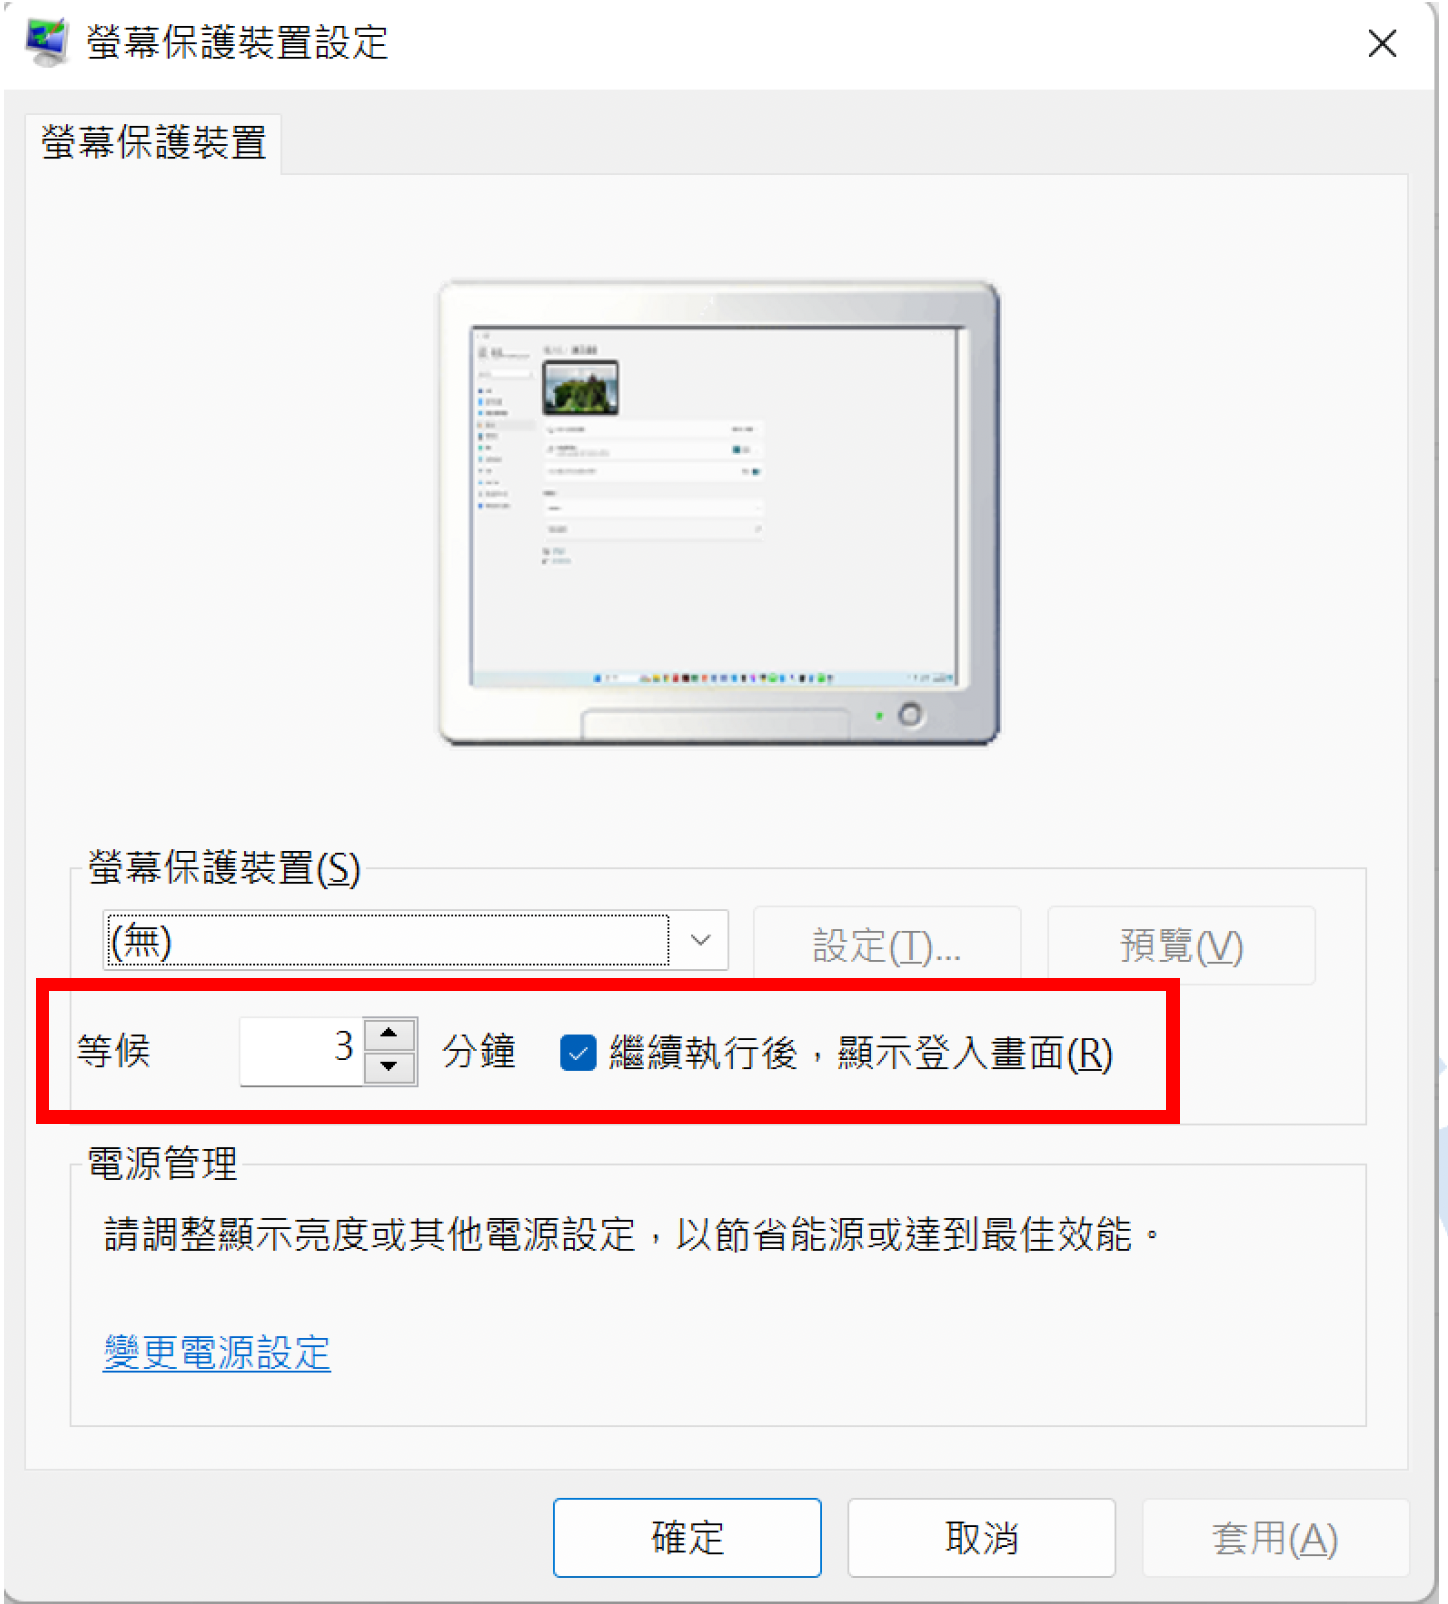 螢幕保護裝置設定
螢幕保護裝置
螢幕保護裝置(S)
(無)
設定(T)...
預覽(V)
等候 3 分鐘 繼續執行後，顯示登入畫面(R)
電源管理
請調整顯示亮度或其他電源設定，以節省能源或達到最佳效能。
變更電源設定
確定
取消
套用(A)